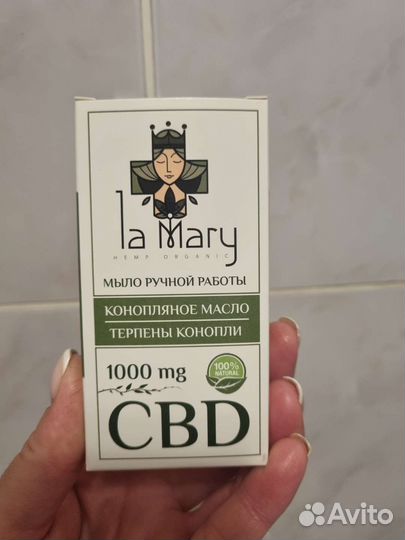 la Mary
HEMP ORGANIC
МЫЛО РУЧНОЙ РАБОТЫ
КОНОПЛЯНОЕ МАСЛО
ТЕРПЕНЫ КОНОПЛИ
1000 mg
100%
NATURAL
CBD
Avito